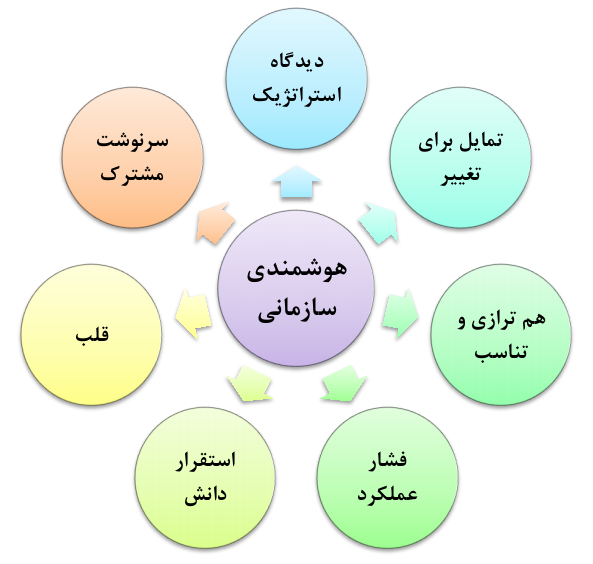 دیدگاه
استراتژیک
تمایل برای
تغییر
هم ترازی و
تناسب
فشار
عملکرد
استقرار
دانش
قلب
سرنوشت
مشترک
هوشمندی
سازمانی